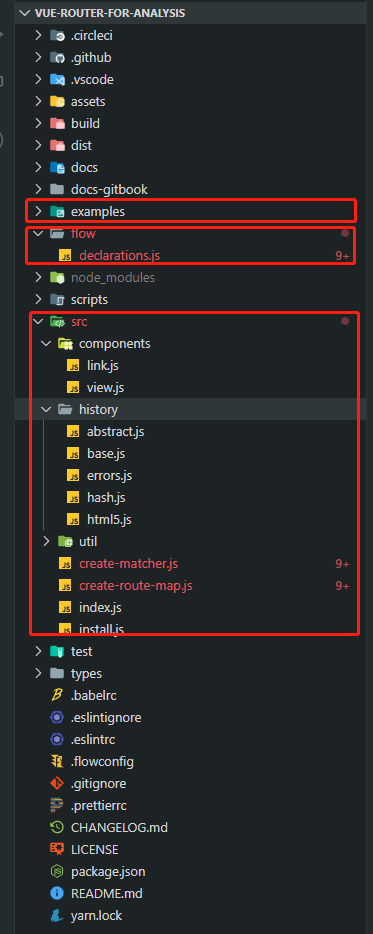 VUE-ROUTER-FOR-ANALYSIS
.circleci
.github
.vscode
assets
build
dist
docs
docs-gitbook
examples
flow
declarations.js 9+
node_modules
scripts
src
components
link.js
view.js
history
abstract.js
base.js
errors.js
hash.js
html5.js
util
create-matcher.js 9+
create-route-map.js 9+
index.js
install.js
test
types
.babelrc
.eslintignore
.eslintrc
.flowconfig
.gitignore
.prettierrc
CHANGELOG.md
LICENSE
package.json
README.md
yarn.lock